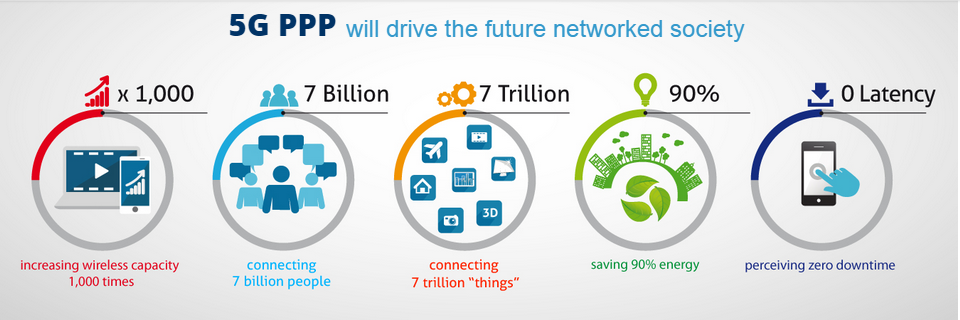 5G PPP will drive the future networked society
x 1,000
7 Billion
7 Trillion
90%
0 Latency
3D
increasing wireless capacity
1,000 times
connecting
7 billion people
connecting
7 trillion “things”
saving 90% energy
perceiving zero downtime